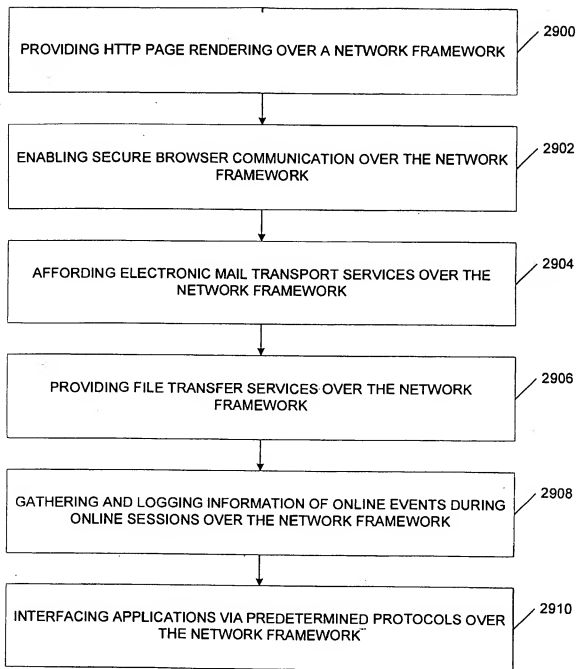 2900
PROVIDING HTTP PAGE RENDERING OVER A NETWORK FRAMEWORK
2902
ENABLING SECURE BROWSER COMMUNICATION OVER THE NETWORK
FRAMEWORK
2904
AFFORDING ELECTRONIC MAIL TRANSPORT SERVICES OVER THE
NETWORK FRAMEWORK
2906
PROVIDING FILE TRANSFER SERVICES OVER THE NETWORK
FRAMEWORK
2908
GATHERING AND LOGGING INFORMATION OF ONLINE EVENTS DURING
ONLINE SESSIONS OVER THE NETWORK FRAMEWORK
2910
INTERFACING APPLICATIONS VIA PREDETERMINED PROTOCOLS OVER
THE NETWORK FRAMEWORK